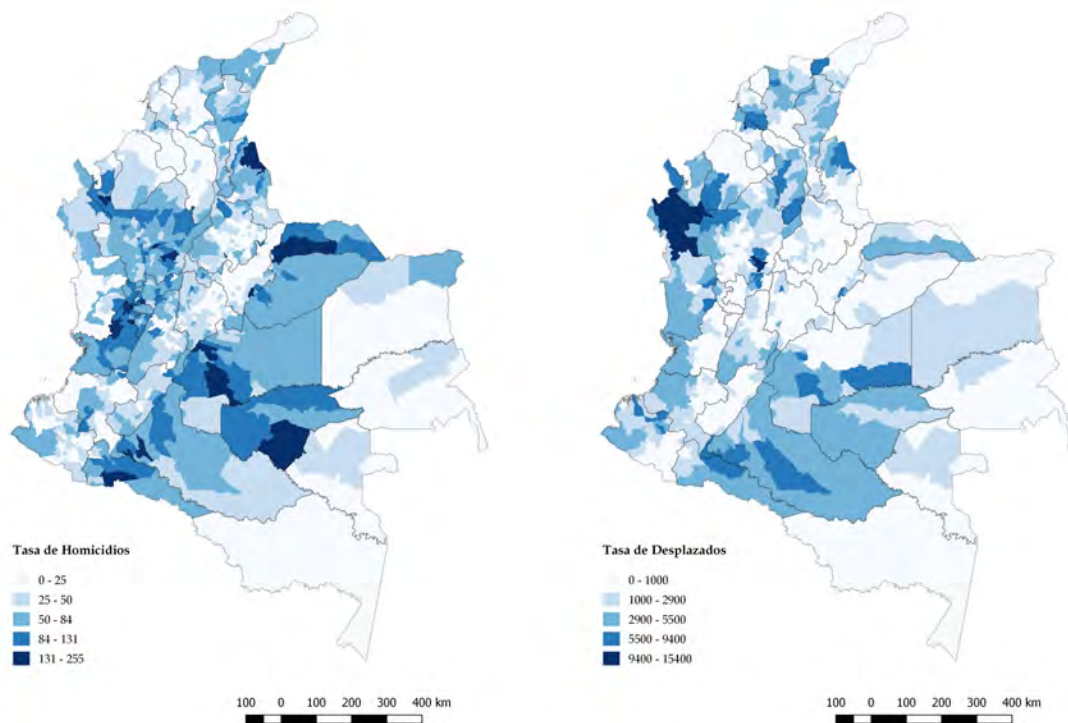 Tasa de Homicidios
0 - 25
25 - 50
50 - 84
84 - 131
131 - 255
100 0 100 200 300 400 km
Tasa de Desplazados
0 - 1000
1000 - 2900
2900 - 5500
5500 - 9400
9400 - 15400
100 0 100 200 300 400 km